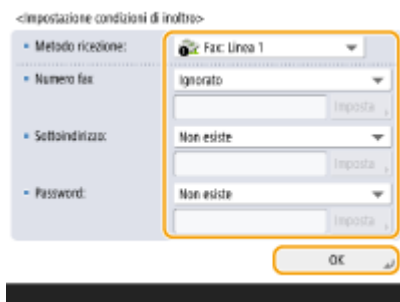 <Impostazione condizioni di inoltro>
Metodo ricezione: Fax: Linea 1
Numero fax Ignorato
Imposta
Sottoindirizzo: Non esiste
Imposta
Password: Non esiste
Imposta
OK